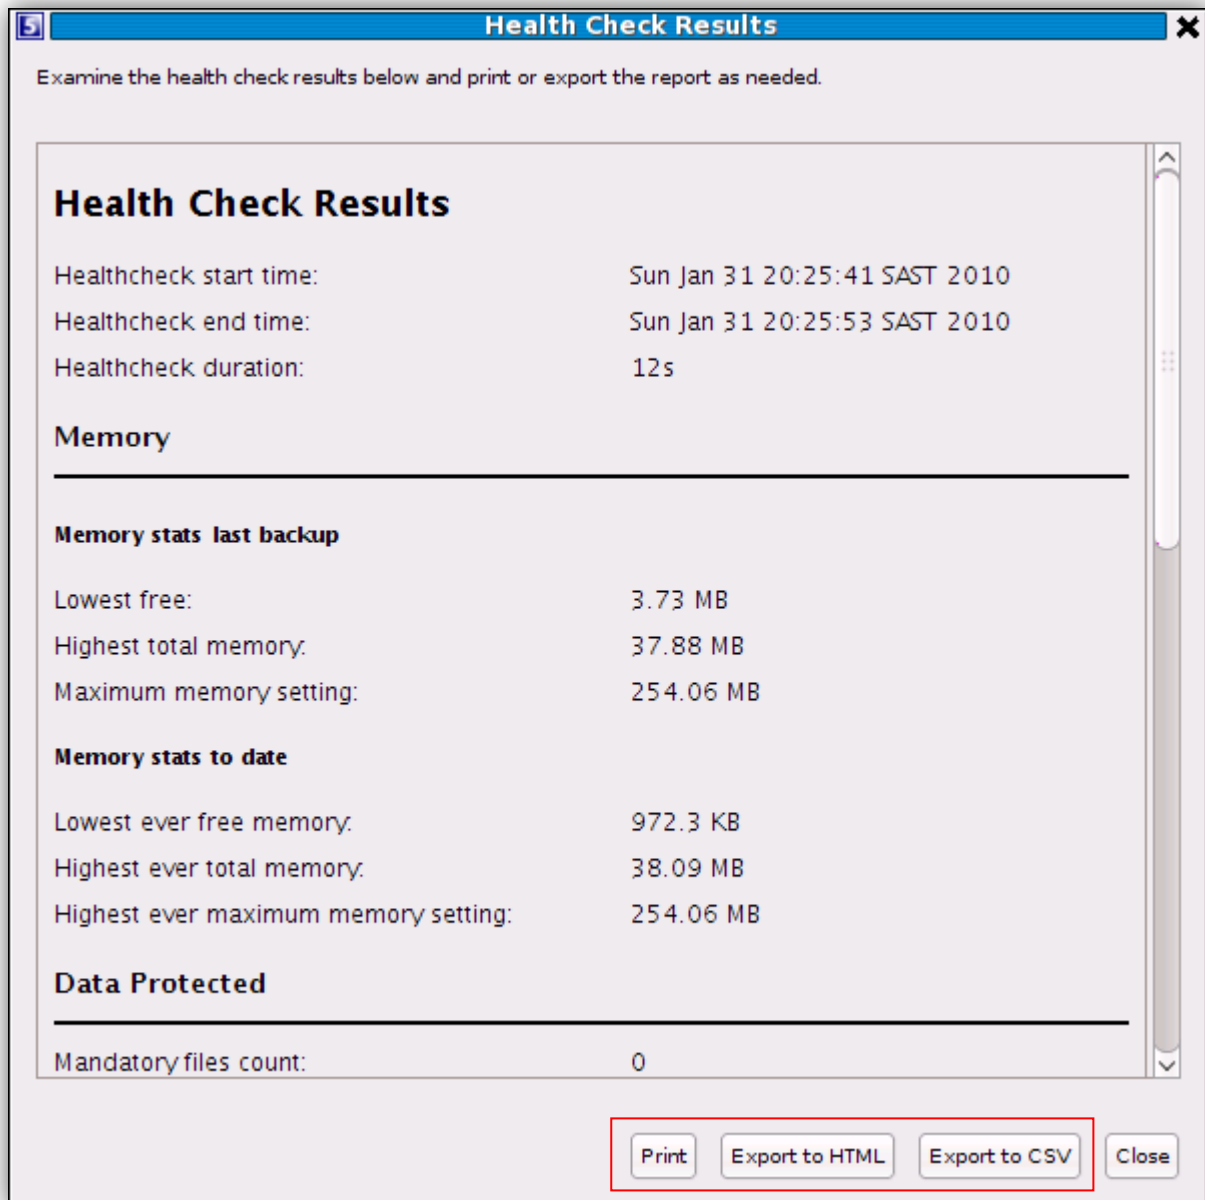 5 Health Check Results
Examine the health check results below and print or export the report as needed.
Health Check Results
Healthcheck start time: Sun Jan 31 20:25:41 SAST 2010
Healthcheck end time: Sun Jan 31 20:25:53 SAST 2010
Healthcheck duration: 12s
Memory
Memory stats last backup
Lowest free: 3.73 MB
Highest total memory: 37.88 MB
Maximum memory setting: 254.06 MB
Memory stats to date
Lowest ever free memory: 972.3 KB
Highest ever total memory: 38.09 MB
Highest ever maximum memory setting: 254.06 MB
Data Protected
Mandatory files count: 0
Print Export to HTML Export to CSV Close